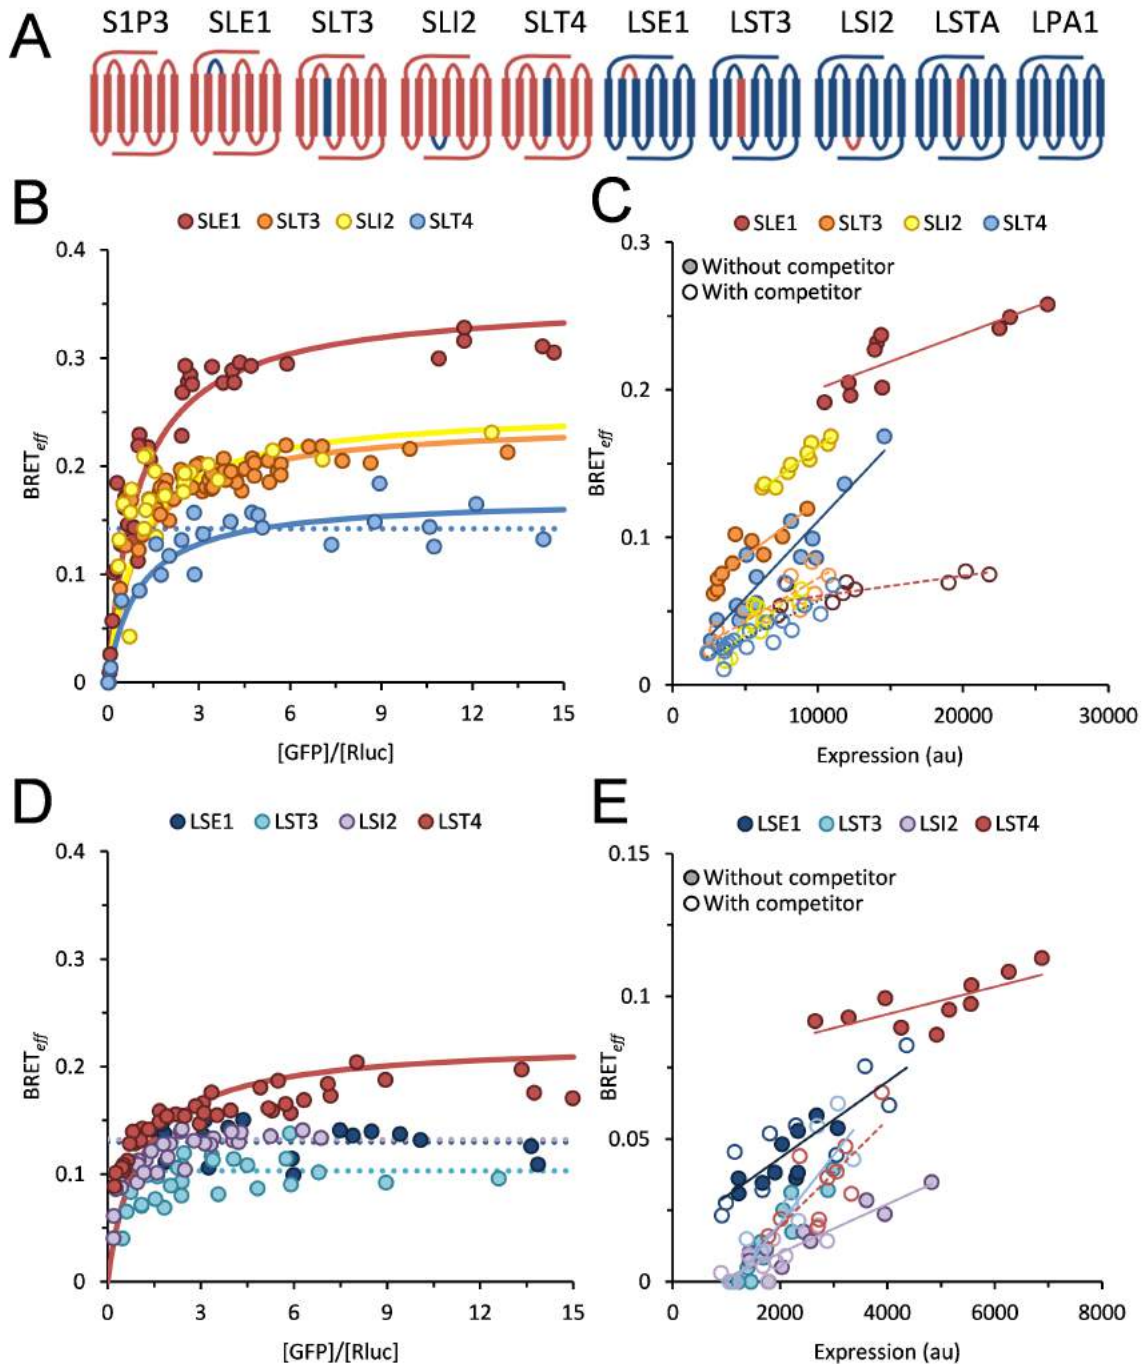 A
S1P3 SLE1 SLT3 SLI2 SLT4 LSE1 LST3 LSI2 LSTA LPA1
B
SLE1 SLT3 SLI2 SLT4
0.4
0.3
0.2
0.1
0
BRETeff
0 3 6 9 12 15
[GFP]/[Rluc]
C
SLE1 SLT3 SLI2 SLT4
Without competitor
With competitor
0.3
0.2
0.1
0
BRETeff
0 10000 20000 30000
Expression (au)
D
LSE1 LST3 LSI2 LST4
0.4
0.3
0.2
0.1
0
BRETeff
0 3 6 9 12 15
[GFP]/[Rluc]
E
LSE1 LST3 LSI2 LST4
Without competitor
With competitor
0.15
0.1
0.05
0
BRETeff
0 2000 4000 6000 8000
Expression (au)